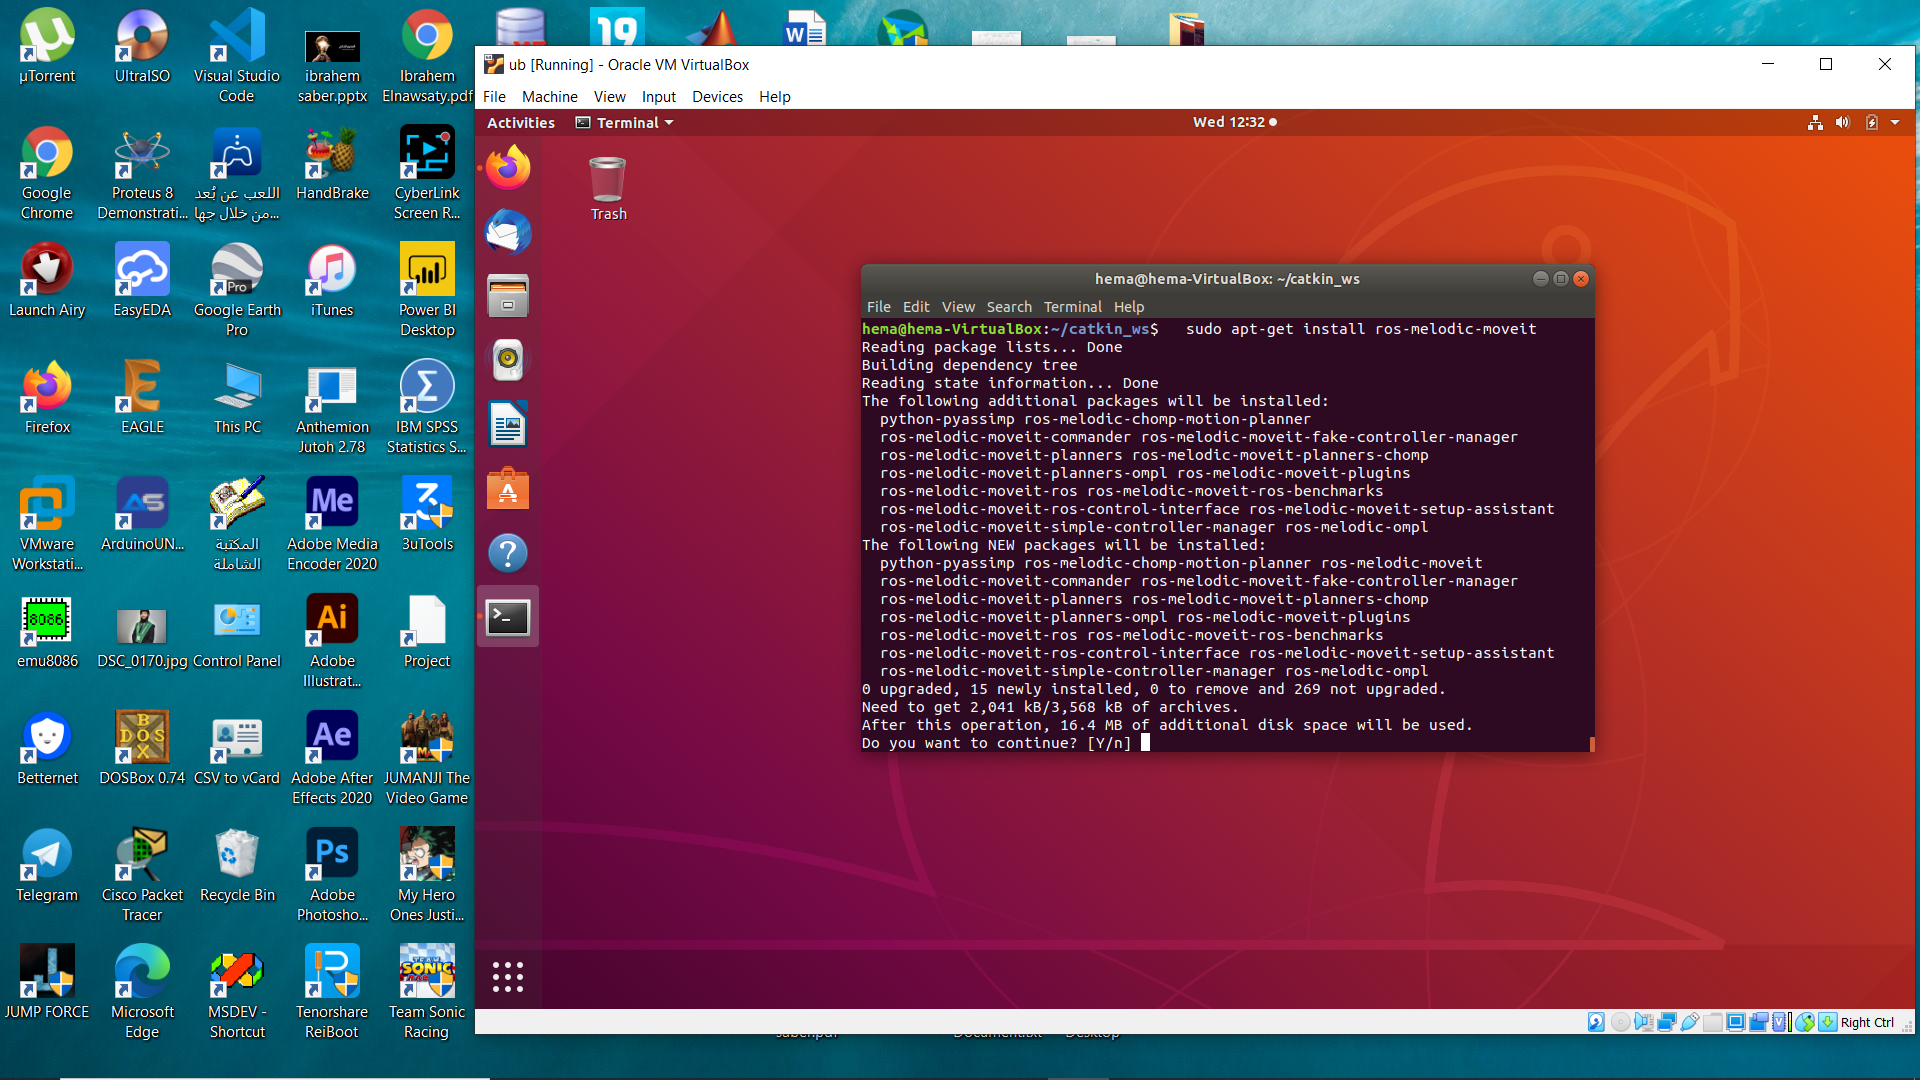 µTorrent
UltraISO
Visual Studio
Code
ibrahem
saber.pptx
Ibrahem
Elnawsaty.pdf
19
Google
Chrome
Proteus 8
Demonstrati...
اللعب عن بُعد
من خلال جها...
HandBrake
CyberLink
Screen R...
Launch Airy
EasyEDA
Pro
Google Earth
Pro
iTunes
Power BI
Desktop
Firefox
EAGLE
This PC
Anthemion
Jutoh 2.78
IBM SPSS
Statistics S...
VMware
Workstati...
ArduinoUN...
المكتبة
الشاملة
Me
Adobe Media
Encoder 2020
3uTools
8086
emu8086
DSC_0170.jpg
Control Panel
Ai
Adobe
Illustrat...
Project
Betternet
DOSBox 0.74
CSV to vCard
Ae
Adobe After
Effects 2020
JUMANJI The
Video Game
Telegram
Cisco Packet
Tracer
Recycle Bin
Ps
Adobe
Photosho...
My Hero
Ones Justi...
JUMP FORCE
Microsoft
Edge
MSDEV -
Shortcut
Tenorshare
ReiBoot
TEAM SONIC
Team Sonic
Racing
ub [Running] - Oracle VM VirtualBox
File Machine View Input Devices Help
Activities Terminal Wed 12:32
Trash
hema@hema-VirtualBox: ~/catkin_ws
File Edit View Search Terminal Help
hema@hema-VirtualBox:~/catkin_ws$   sudo apt-get install ros-melodic-moveit
Reading package lists... Done
Building dependency tree
Reading state information... Done
The following additional packages will be installed:
  python-pyassimp ros-melodic-chomp-motion-planner
  ros-melodic-moveit-commander ros-melodic-moveit-fake-controller-manager
  ros-melodic-moveit-planners ros-melodic-moveit-planners-chomp
  ros-melodic-moveit-planners-ompl ros-melodic-moveit-plugins
  ros-melodic-moveit-ros ros-melodic-moveit-ros-benchmarks
  ros-melodic-moveit-ros-control-interface ros-melodic-moveit-setup-assistant
  ros-melodic-moveit-simple-controller-manager ros-melodic-ompl
The following NEW packages will be installed:
  python-pyassimp ros-melodic-chomp-motion-planner ros-melodic-moveit
  ros-melodic-moveit-commander ros-melodic-moveit-fake-controller-manager
  ros-melodic-moveit-planners ros-melodic-moveit-planners-chomp
  ros-melodic-moveit-planners-ompl ros-melodic-moveit-plugins
  ros-melodic-moveit-ros ros-melodic-moveit-ros-benchmarks
  ros-melodic-moveit-ros-control-interface ros-melodic-moveit-setup-assistant
  ros-melodic-moveit-simple-controller-manager ros-melodic-ompl
0 upgraded, 15 newly installed, 0 to remove and 269 not upgraded.
Need to get 2,041 kB/3,568 kB of archives.
After this operation, 16.4 MB of additional disk space will be used.
Do you want to continue? [Y/n]
Right Ctrl